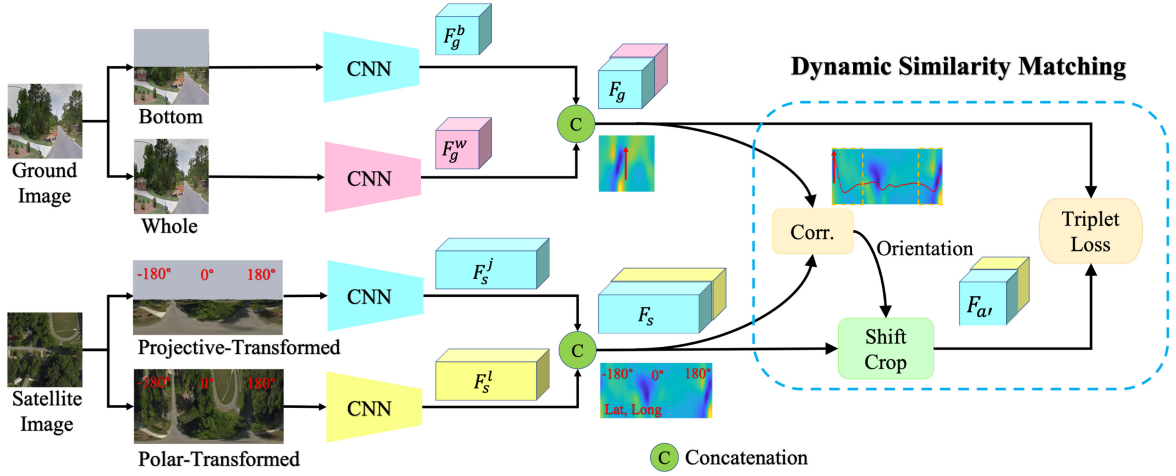 Ground
Image
Bottom
Whole
CNN
CNN
F_g^b
F_g^w
C
F_g
Dynamic Similarity Matching
Corr.
Orientation
Shift
Crop
F_{a'}
Triplet
Loss
Satellite
Image
-180° 0° 180°
Projective-Transformed
-180° 0° 180°
Polar-Transformed
CNN
CNN
F_s^j
F_s^l
C
F_s
-180° 0° 180°
Lat, Long
C Concatenation